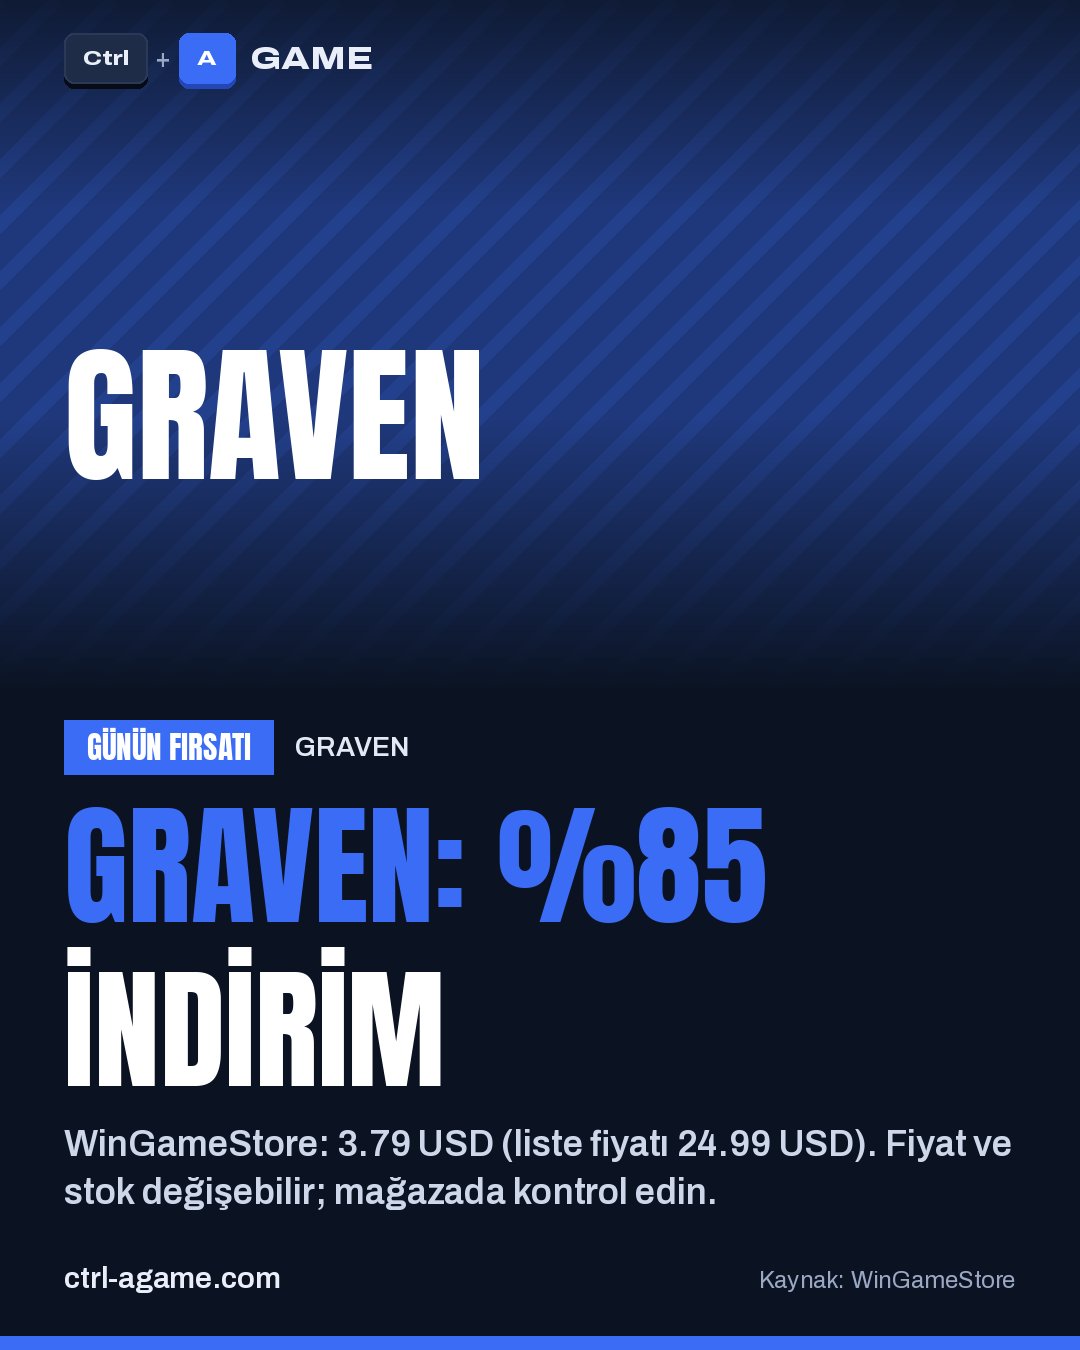 Ctrl + A GAME
GRAVEN
GÜNÜN FIRSATI GRAVEN
GRAVEN: %85
İNDİRİM
WinGameStore: 3.79 USD (liste fiyatı 24.99 USD). Fiyat ve
stok değişebilir; mağazada kontrol edin.
ctrl-agame.com Kaynak: WinGameStore